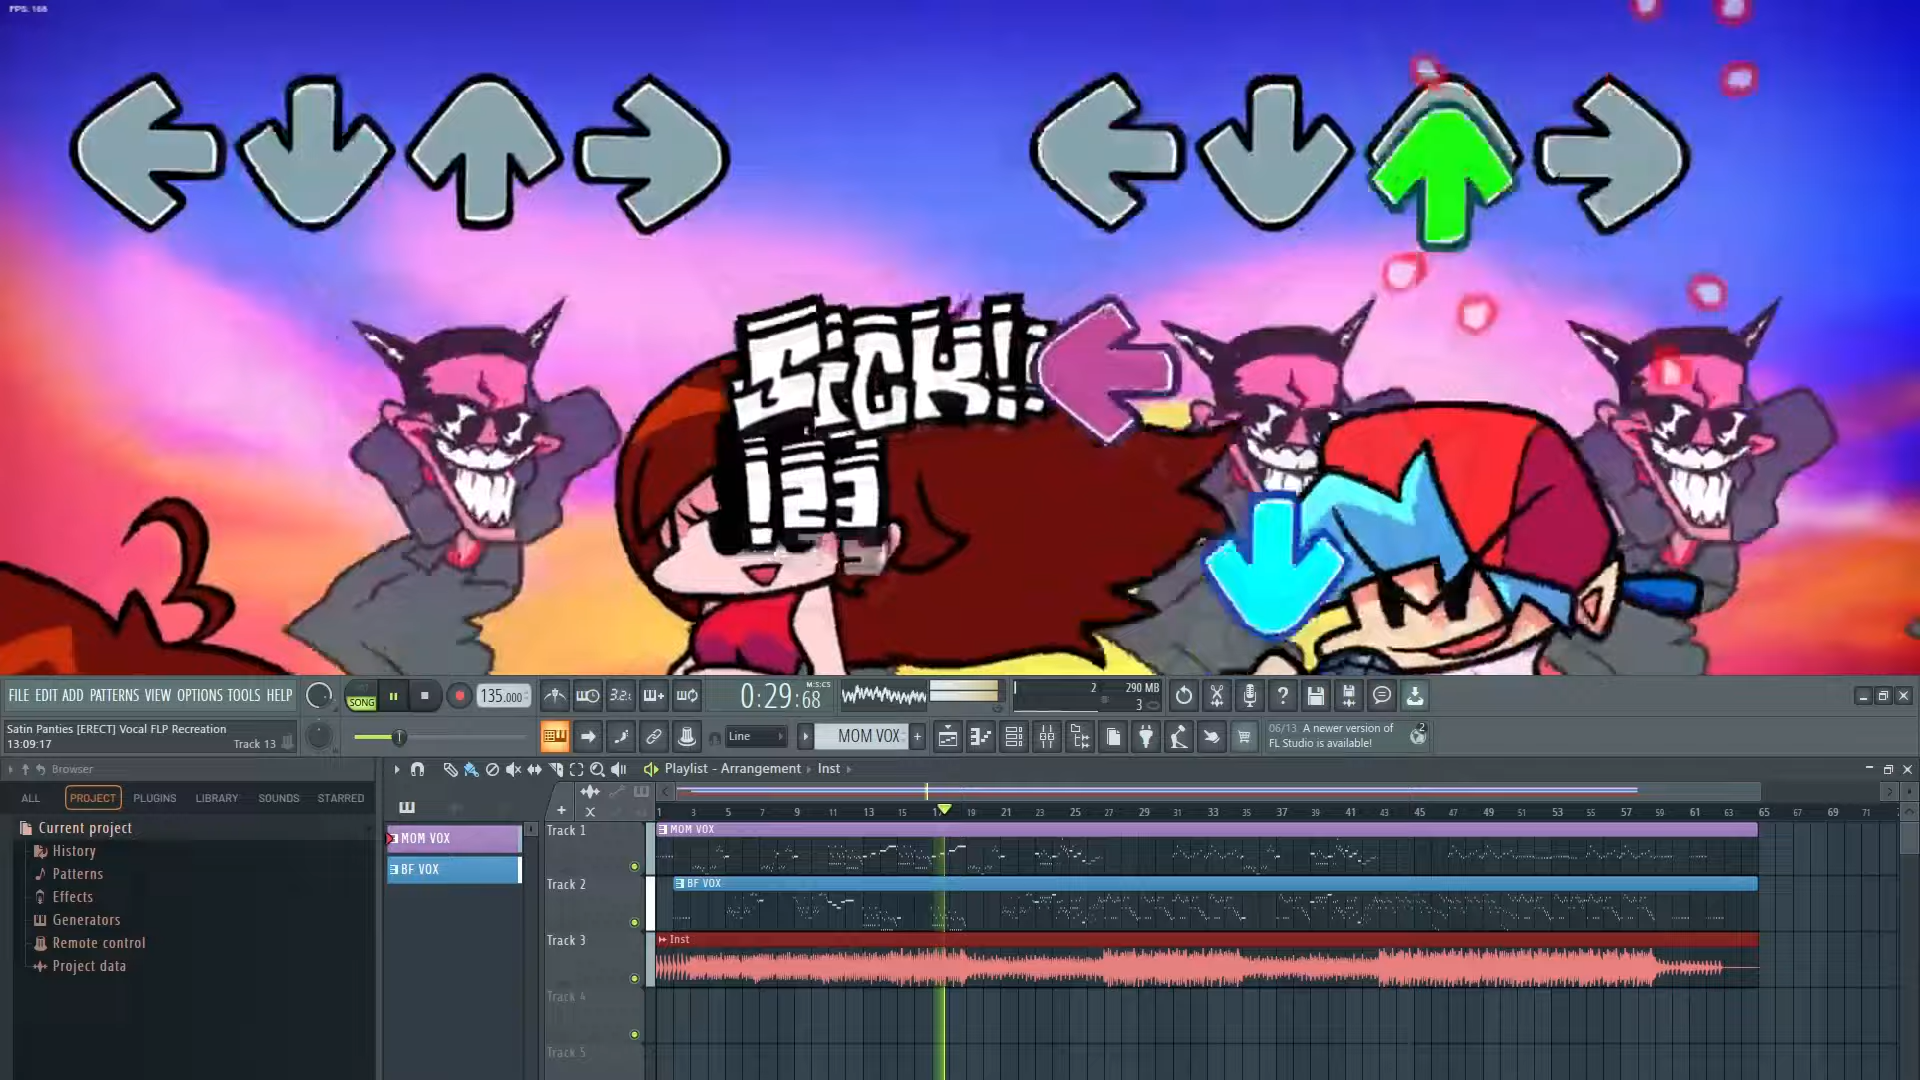 FPS: 166
SICK!!
!23
FILE EDIT ADD PATTERNS VIEW OPTIONS TOOLS HELP
SONG
135.000
3.2.
0:29:68
M:S:CS
2
290 MB
3
Satin Panties [ERECT] Vocal FLP Recreation
13:09:17
Track 13
Line
MOM VOX
06/13 A newer version of
FL Studio is available!
2
Browser
Playlist - Arrangement
Inst
ALL PROJECT PLUGINS LIBRARY SOUNDS STARRED
Current project
History
Patterns
Effects
Generators
Remote control
Project data
MOM VOX
BF VOX
1 3 5 7 9 11 13 15 19 21 23 25 27 29 31 33 35 37 39 41 43 45 47 49 51 53 55 57 59 61 63 65 67 69 71
Track 1
MOM VOX
Track 2
BF VOX
Track 3
Inst
Track 4
Track 5